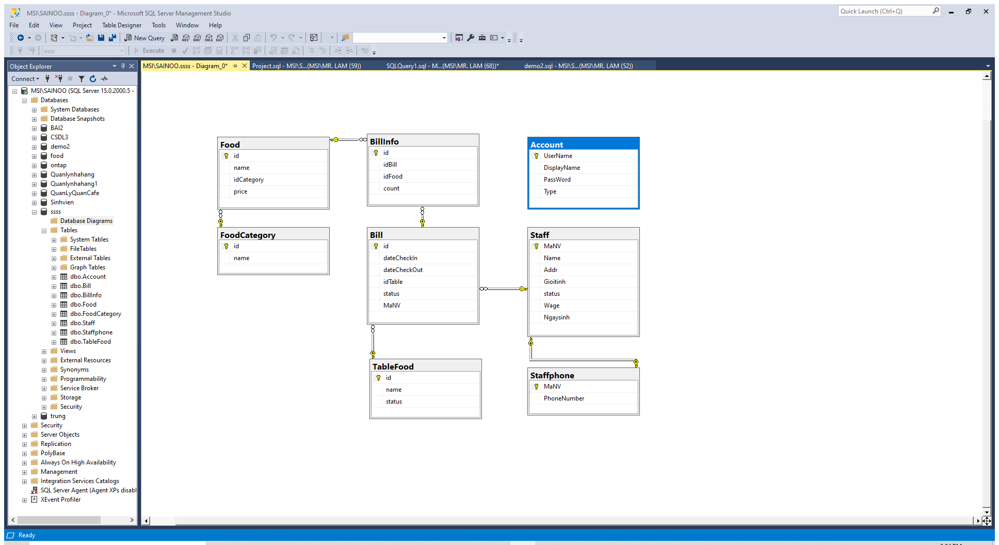 MSI\SAINOO.ssss - Diagram_0* - Microsoft SQL Server Management Studio
Quick Launch (Ctrl+Q)
File Edit View Project Table Designer Tools Window Help
New Query MDX DMX XMLA DAX
ssss Execute
Object Explorer
MSI\SAINOO.ssss - Diagram_0* Project.sql - MSI\S...(MSI\MR. LAM (59)) SQLQuery1.sql - M...(MSI\MR. LAM (68))* demo2.sql - MSI\S...(MSI\MR. LAM (52))
Connect
MSI\SAINOO (SQL Server 15.0.2000.5 -
Databases
System Databases
Database Snapshots
BAI2
CSDL3
demo2
food
ontap
Quanlynhahang
Quanlynhahang1
QuanLyQuanCafe
Sinhvien
ssss
Database Diagrams
Tables
System Tables
FileTables
External Tables
Graph Tables
dbo.Account
dbo.Bill
dbo.BillInfo
dbo.Food
dbo.FoodCategory
dbo.Staff
dbo.Staffphone
dbo.TableFood
Views
External Resources
Synonyms
Programmability
Service Broker
Storage
Security
trung
Security
Server Objects
Replication
PolyBase
Always On High Availability
Management
Integration Services Catalogs
SQL Server Agent (Agent XPs disabl
XEvent Profiler
Food
id
name
idCategory
price
BillInfo
id
idBill
idFood
count
Account
UserName
DisplayName
PassWord
Type
FoodCategory
id
name
Bill
id
dateCheckIn
dateCheckOut
idTable
status
MaNV
Staff
MaNV
Name
Addr
Gioitinh
status
Wage
Ngaysinh
TableFood
id
name
status
Staffphone
MaNV
PhoneNumber
Ready